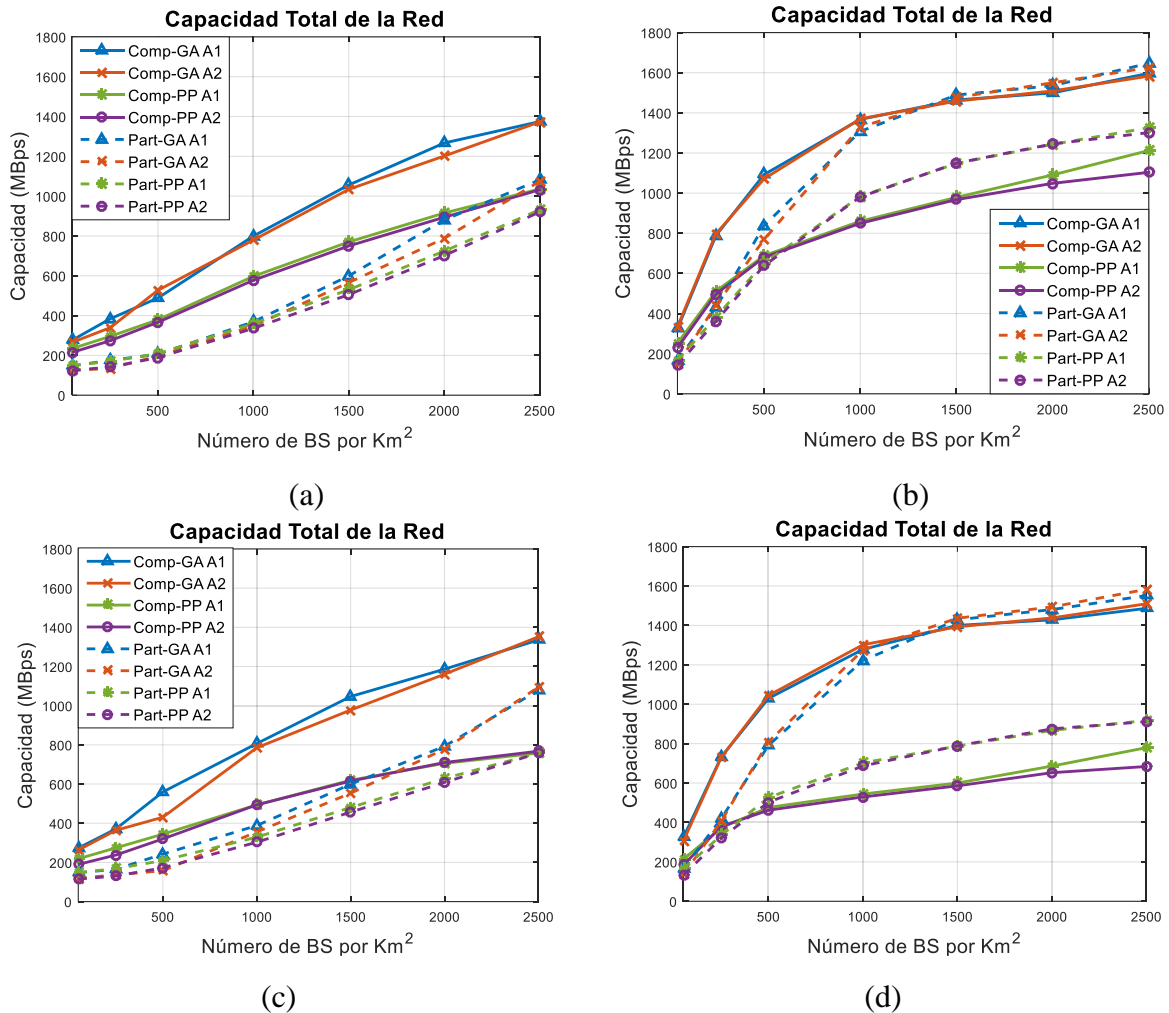 Capacidad Total de la Red
1800
1600
1400
1200
1000
800
600
400
200
0
Capacidad (MBps)
Comp-GA A1
Comp-GA A2
Comp-PP A1
Comp-PP A2
Part-GA A1
Part-GA A2
Part-PP A1
Part-PP A2
500 1000 1500 2000 2500
Número de BS por Km²
(a)
Capacidad Total de la Red
1800
1600
1400
1200
1000
800
600
400
200
0
Capacidad (MBps)
Comp-GA A1
Comp-GA A2
Comp-PP A1
Comp-PP A2
Part-GA A1
Part-GA A2
Part-PP A1
Part-PP A2
500 1000 1500 2000 2500
Número de BS por Km²
(b)
Capacidad Total de la Red
1800
1600
1400
1200
1000
800
600
400
200
0
Capacidad (MBps)
Comp-GA A1
Comp-GA A2
Comp-PP A1
Comp-PP A2
Part-GA A1
Part-GA A2
Part-PP A1
Part-PP A2
500 1000 1500 2000 2500
Número de BS por Km²
(c)
Capacidad Total de la Red
1800
1600
1400
1200
1000
800
600
400
200
0
Capacidad (MBps)
500 1000 1500 2000 2500
Número de BS por Km²
(d)